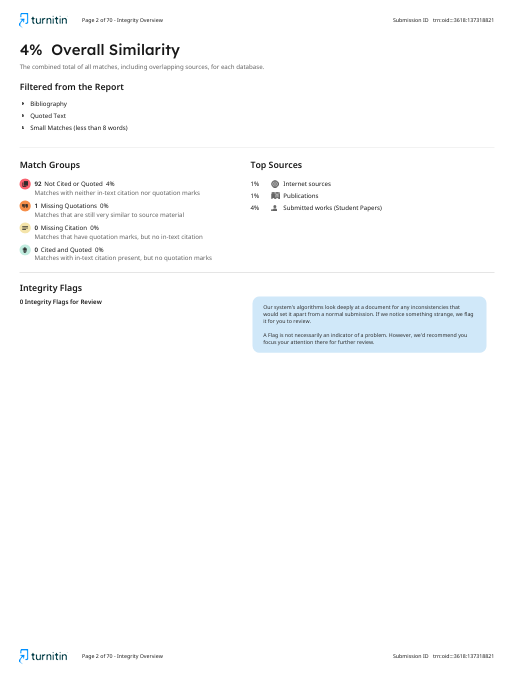 turnitin Page 2 of 70 - Integrity Overview Submission ID trn:oid:::3618:137318821
4% Overall Similarity
The combined total of all matches, including overlapping sources, for each database.
Filtered from the Report
Bibliography
Quoted Text
Small Matches (less than 8 words)
Match Groups
92 Not Cited or Quoted 4%
Matches with neither in-text citation nor quotation marks
1 Missing Quotations 0%
Matches that are still very similar to source material
0 Missing Citation 0%
Matches that have quotation marks, but no in-text citation
0 Cited and Quoted 0%
Matches with in-text citation present, but no quotation marks
Top Sources
1% Internet sources
1% Publications
4% Submitted works (Student Papers)
Integrity Flags
0 Integrity Flags for Review
Our system's algorithms look deeply at a document for any inconsistencies that
would set it apart from a normal submission. If we notice something strange, we flag
it for you to review.
A Flag is not necessarily an indicator of a problem. However, we'd recommend you
focus your attention there for further review.
turnitin Page 2 of 70 - Integrity Overview Submission ID trn:oid:::3618:137318821